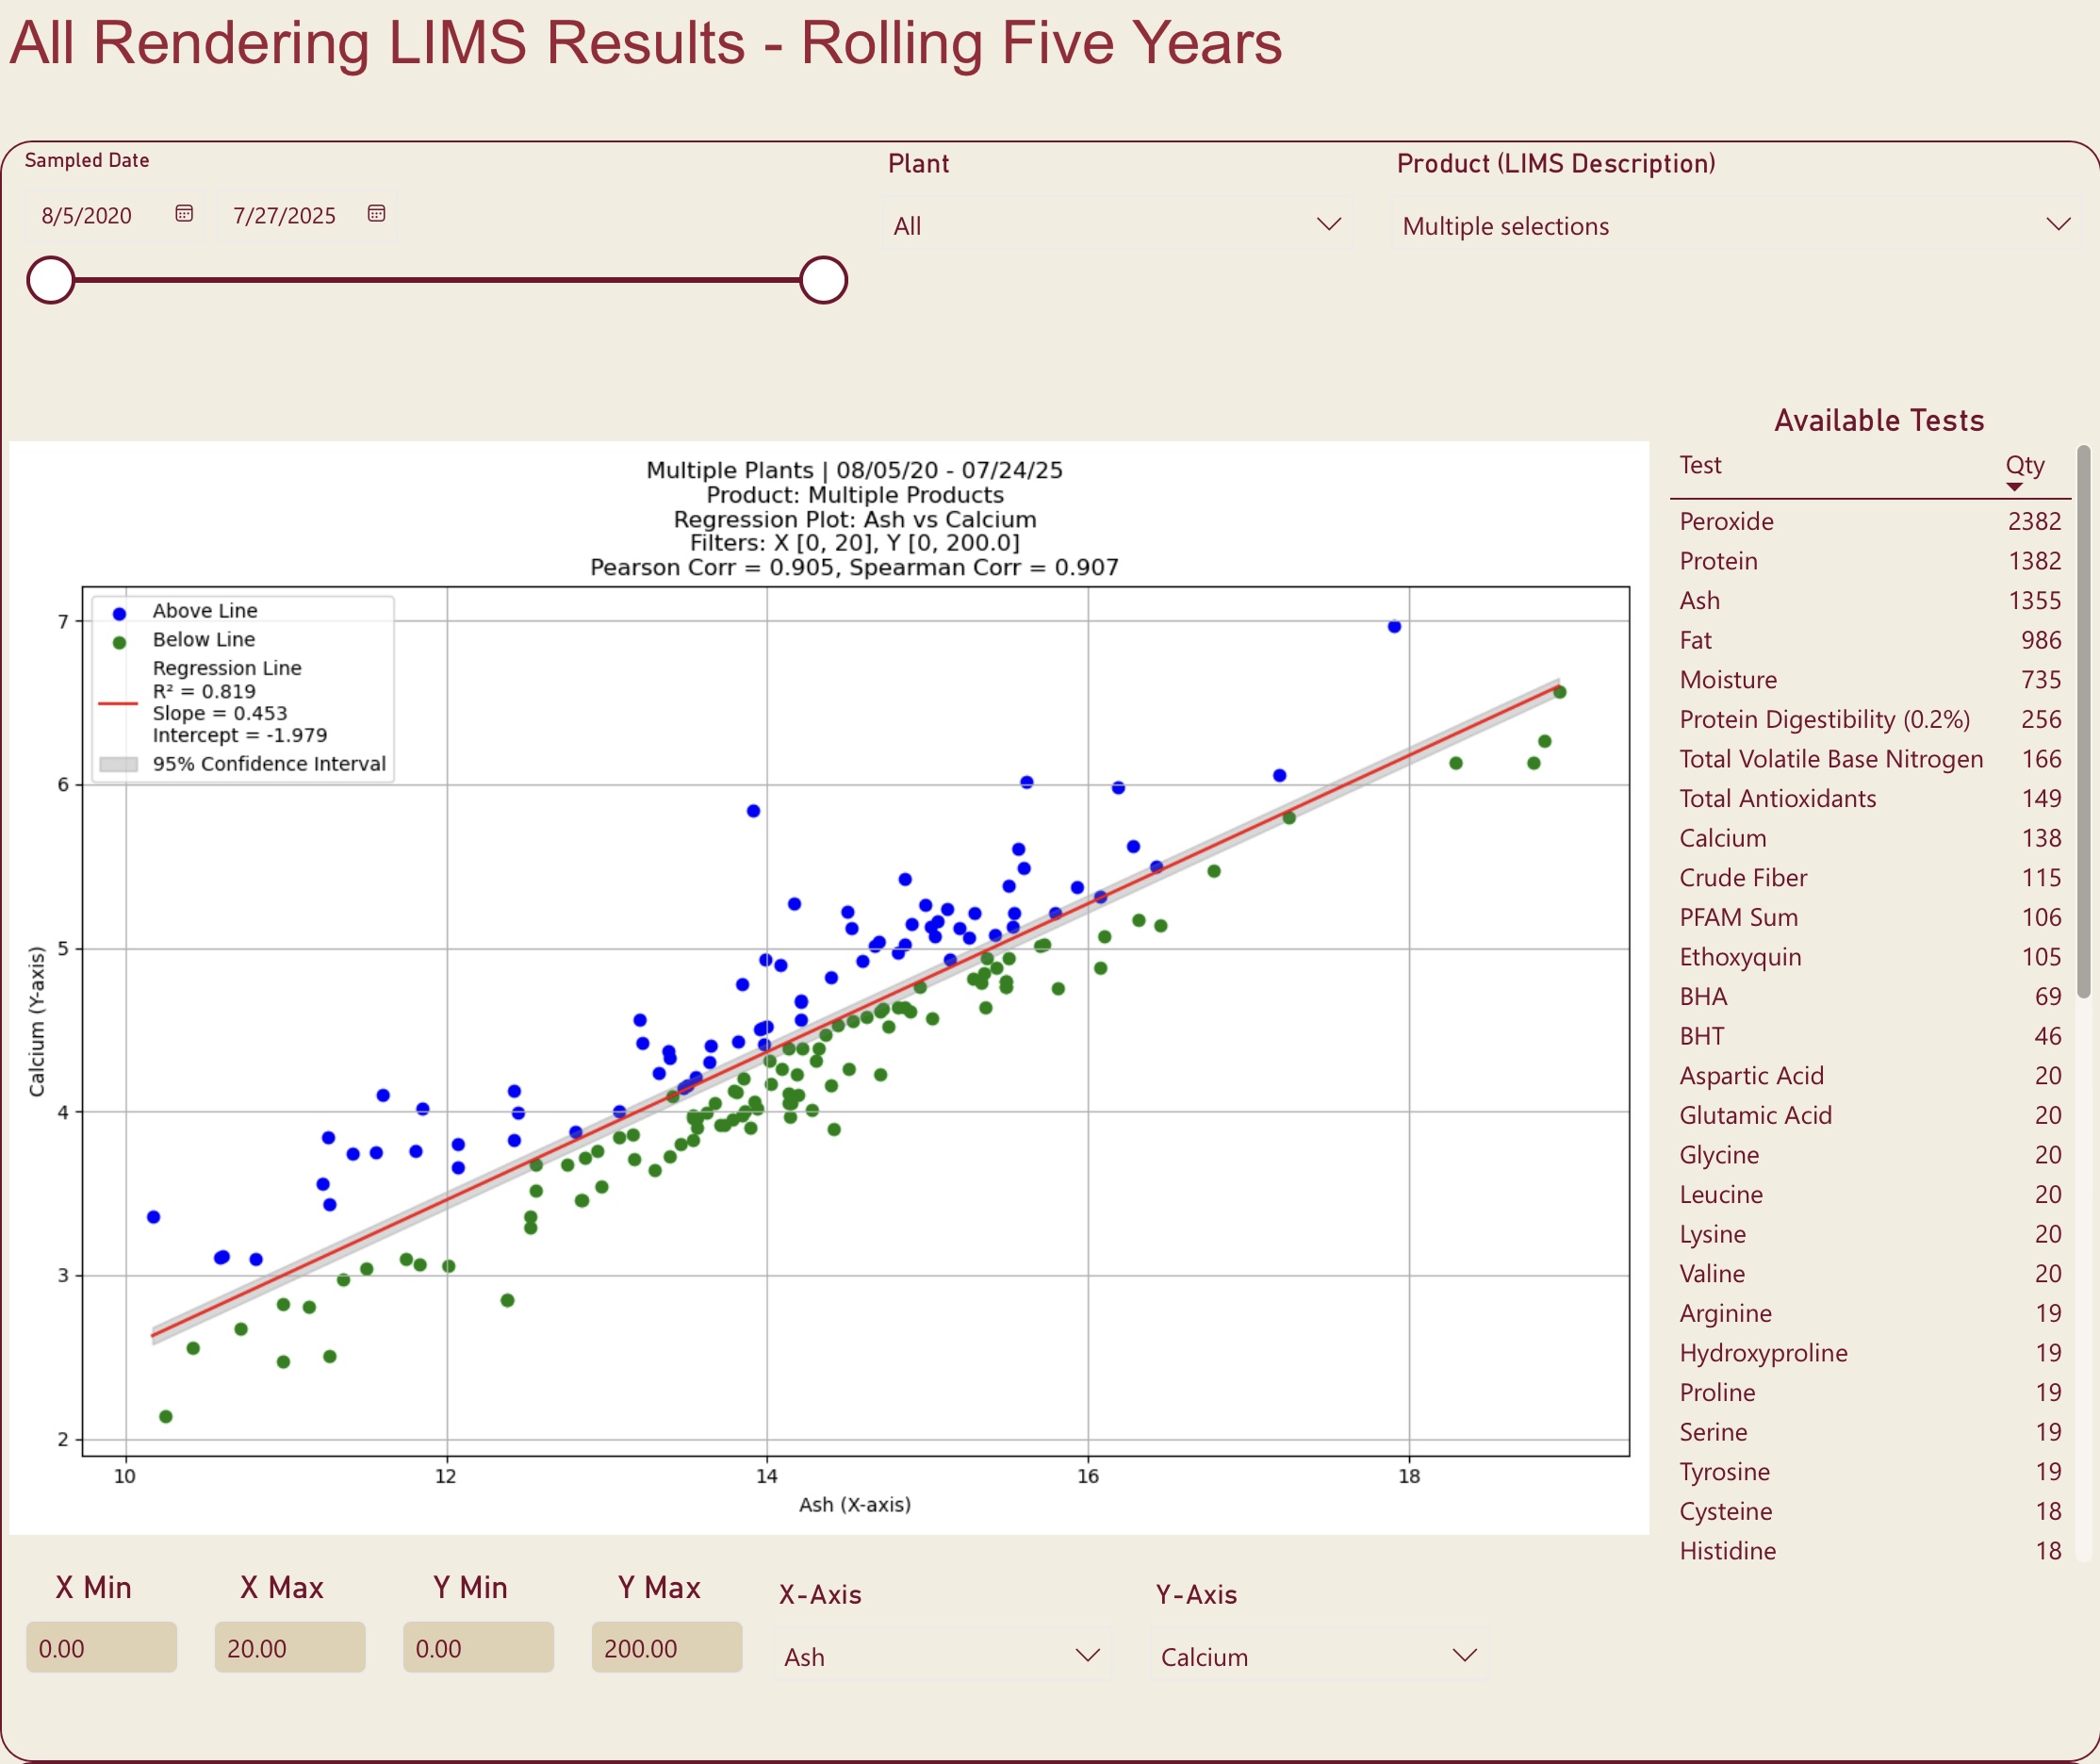 All Rendering LIMS Results - Rolling Five Years
Sampled Date
8/5/2020
7/27/2025
Plant
All
Product (LIMS Description)
Multiple selections
Multiple Plants | 08/05/20 - 07/24/25
Product: Multiple Products
Regression Plot: Ash vs Calcium
Filters: X [0, 20], Y [0, 200.0]
Pearson Corr = 0.905, Spearman Corr = 0.907
Above Line
Below Line
Regression Line
R² = 0.819
Slope = 0.453
Intercept = -1.979
95% Confidence Interval
7
6
5
4
3
2
Calcium (Y-axis)
10 12 14 16 18
Ash (X-axis)
Available Tests
Test Qty
Peroxide 2382
Protein 1382
Ash 1355
Fat 986
Moisture 735
Protein Digestibility (0.2%) 256
Total Volatile Base Nitrogen 166
Total Antioxidants 149
Calcium 138
Crude Fiber 115
PFAM Sum 106
Ethoxyquin 105
BHA 69
BHT 46
Aspartic Acid 20
Glutamic Acid 20
Glycine 20
Leucine 20
Lysine 20
Valine 20
Arginine 19
Hydroxyproline 19
Proline 19
Serine 19
Tyrosine 19
Cysteine 18
Histidine 18
X Min
0.00
X Max
20.00
Y Min
0.00
Y Max
200.00
X-Axis
Ash
Y-Axis
Calcium